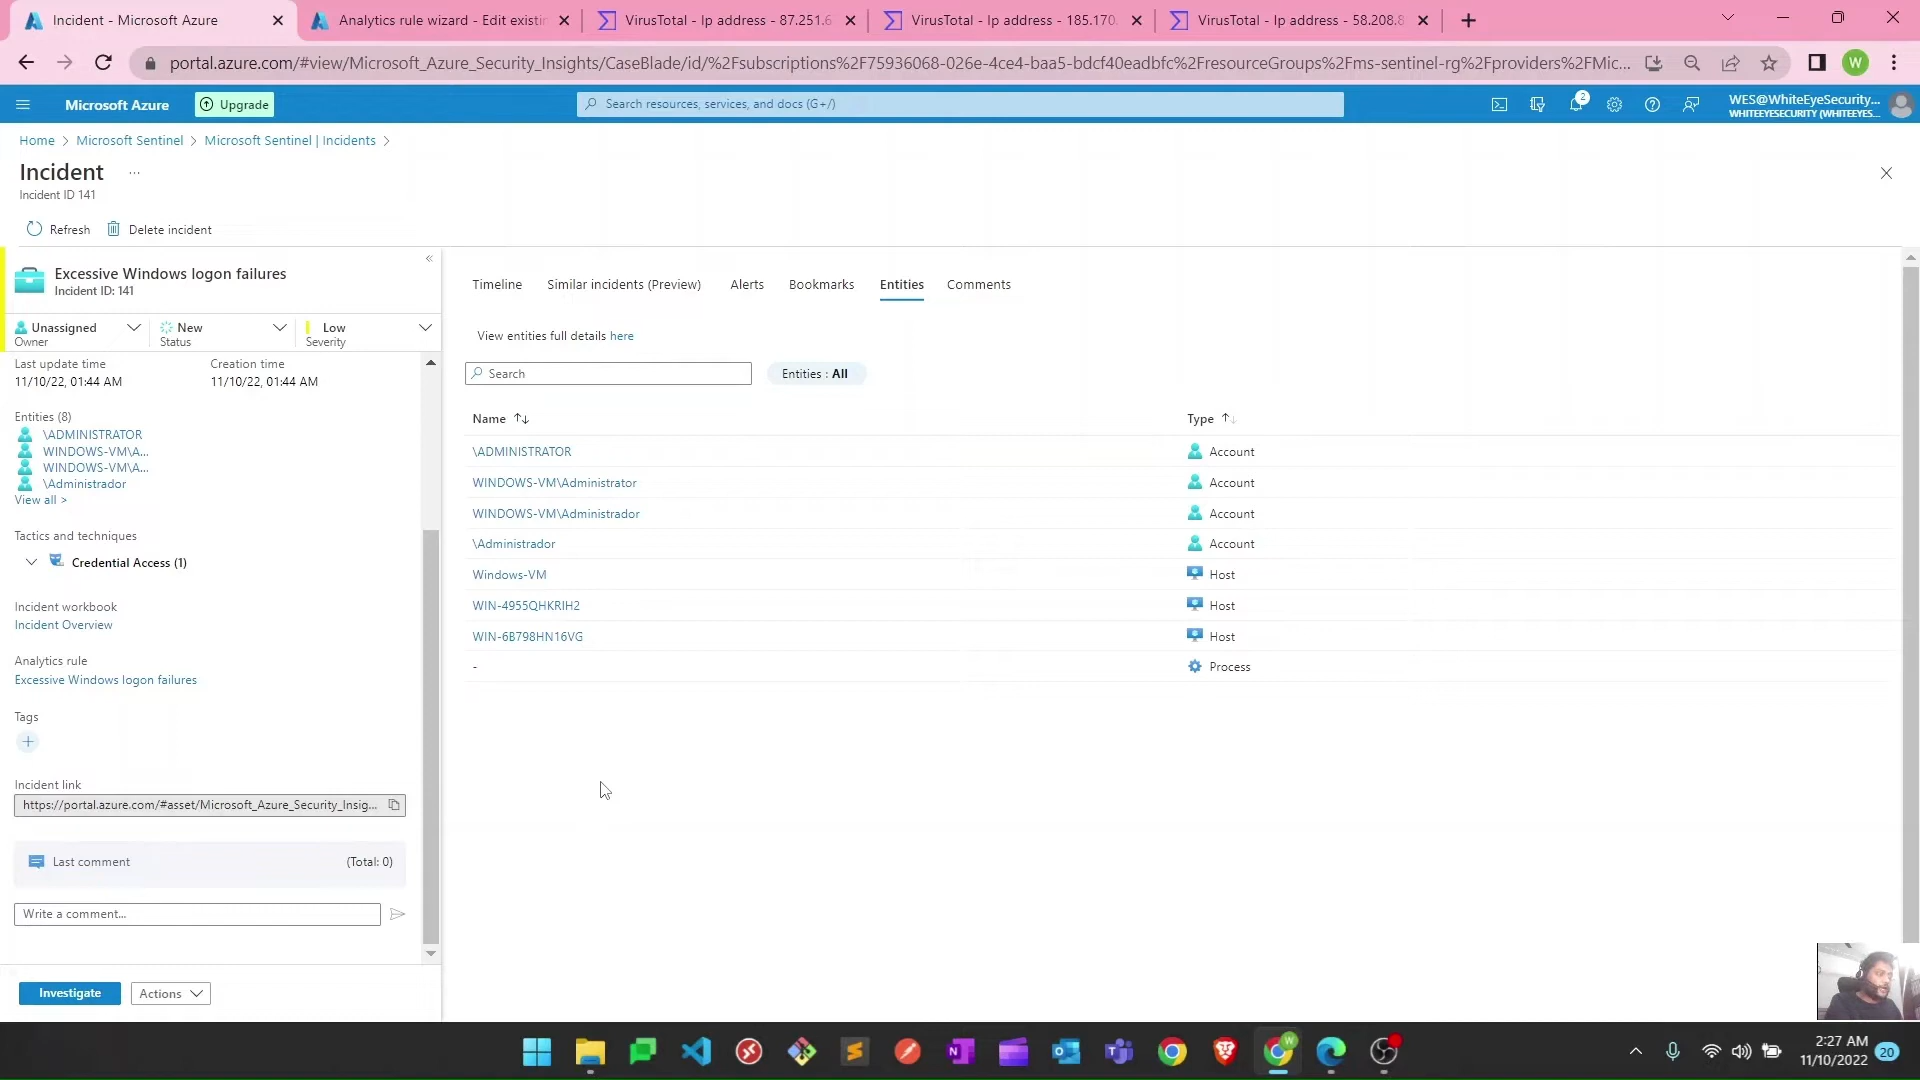 Incident - Microsoft Azure
Analytics rule wizard - Edit existin
VirusTotal - Ip address - 87.251.6
VirusTotal - Ip address - 185.170.
VirusTotal - Ip address - 58.208.8
portal.azure.com/#view/Microsoft_Azure_Security_Insights/CaseBlade/id/%2Fsubscriptions%2F75936068-026e-4ce4-baa5-bdcf40eadbfc%2FresourceGroups%2Fms-sentinel-rg%2Fproviders%2FMic...
W
Microsoft Azure
Upgrade
Search resources, services, and docs (G+/)
2
WES@WhiteEyeSecurity...
WHITEEYESECURITY (WHITEEYES...
Home > Microsoft Sentinel > Microsoft Sentinel | Incidents >
Incident ...
Incident ID 141
Refresh
Delete incident
Excessive Windows logon failures
Incident ID: 141
Unassigned
Owner
New
Status
Low
Severity
Last update time
11/10/22, 01:44 AM
Creation time
11/10/22, 01:44 AM
Entities (8)
\ADMINISTRATOR
WINDOWS-VM\A...
WINDOWS-VM\A...
\Administrador
View all >
Tactics and techniques
Credential Access (1)
Incident workbook
Incident Overview
Analytics rule
Excessive Windows logon failures
Tags
Incident link
https://portal.azure.com/#asset/Microsoft_Azure_Security_Insig...
Last comment
(Total: 0)
Write a comment...
Investigate
Actions
Timeline
Similar incidents (Preview)
Alerts
Bookmarks
Entities
Comments
View entities full details here
Search
Entities : All
Name
Type
\ADMINISTRATOR
Account
WINDOWS-VM\Administrator
Account
WINDOWS-VM\Administrador
Account
\Administrador
Account
Windows-VM
Host
WIN-4955QHKRIH2
Host
WIN-6B798HN16VG
Host
-
Process
2:27 AM
11/10/2022
20